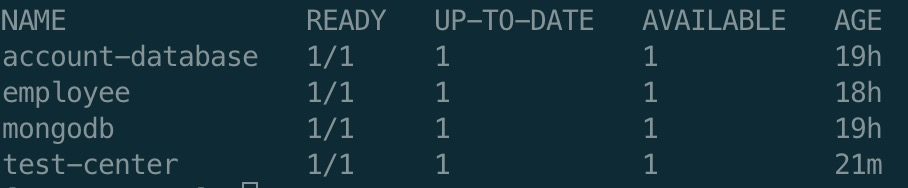 NAME READY UP-TO-DATE AVAILABLE AGE
account-database 1/1 1 1 19h
employee 1/1 1 1 18h
mongodb 1/1 1 1 19h
test-center 1/1 1 1 21m